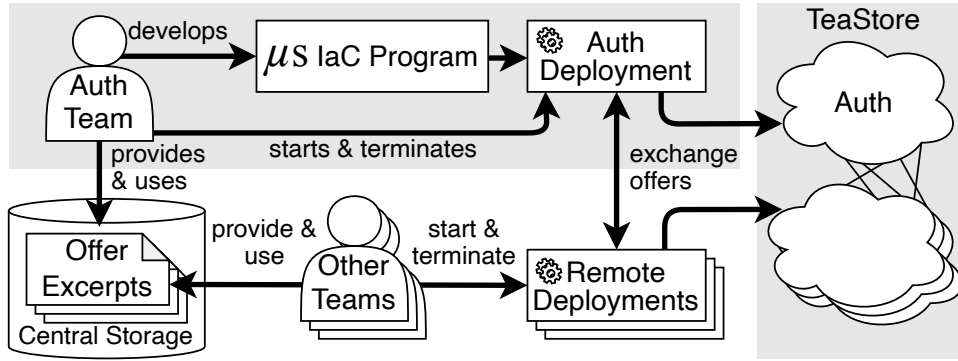 TeaStore
develops
μs IaC Program
Auth
Deployment
Auth
Team
Auth
starts & terminates
provides
& uses
exchange
offers
provide &
use
start &
terminate
Offer
Excerpts
Other
Teams
Remote
Deployments
Central Storage